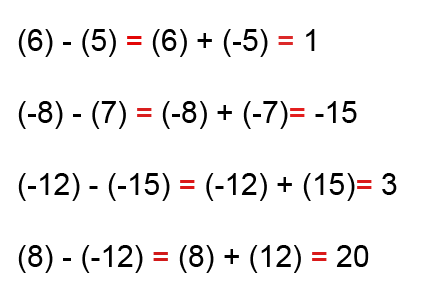 (6) - (5) = (6) + (-5) = 1
(-8) - (7) = (-8) + (-7)= -15
(-12) - (-15) = (-12) + (15)= 3
(8) - (-12) = (8) + (12) = 20